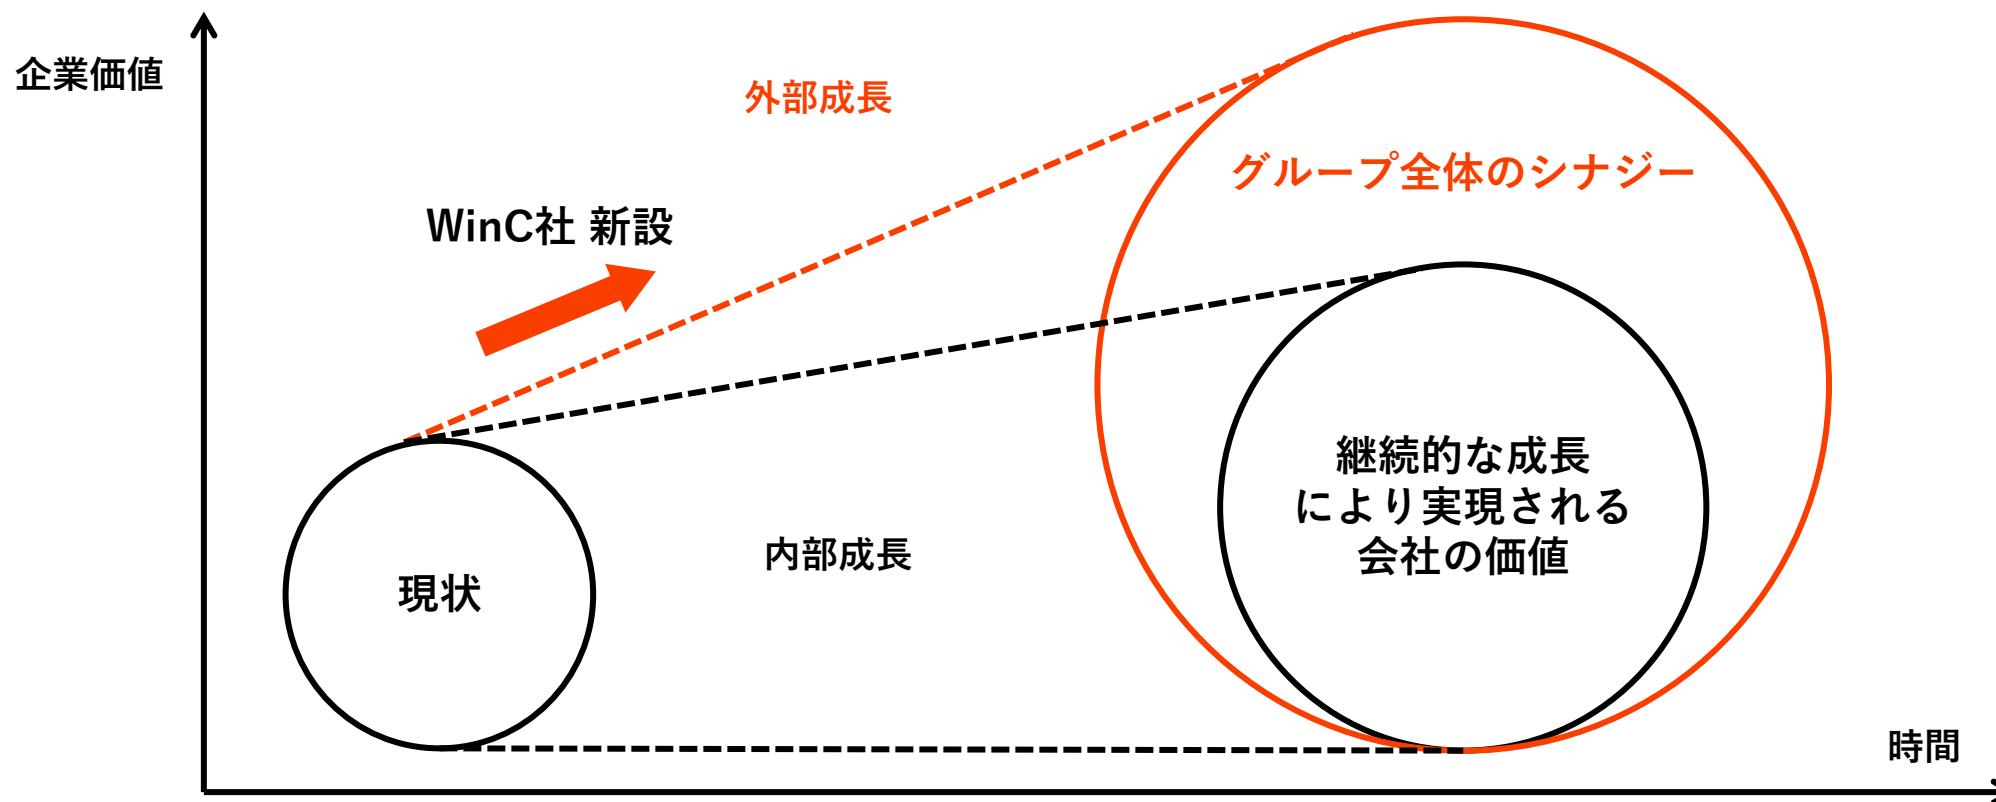 企業価値
外部成長
グループ全体のシナジー
WinC社 新設
継続的な成長
により実現される
会社の価値
内部成長
現状
時間